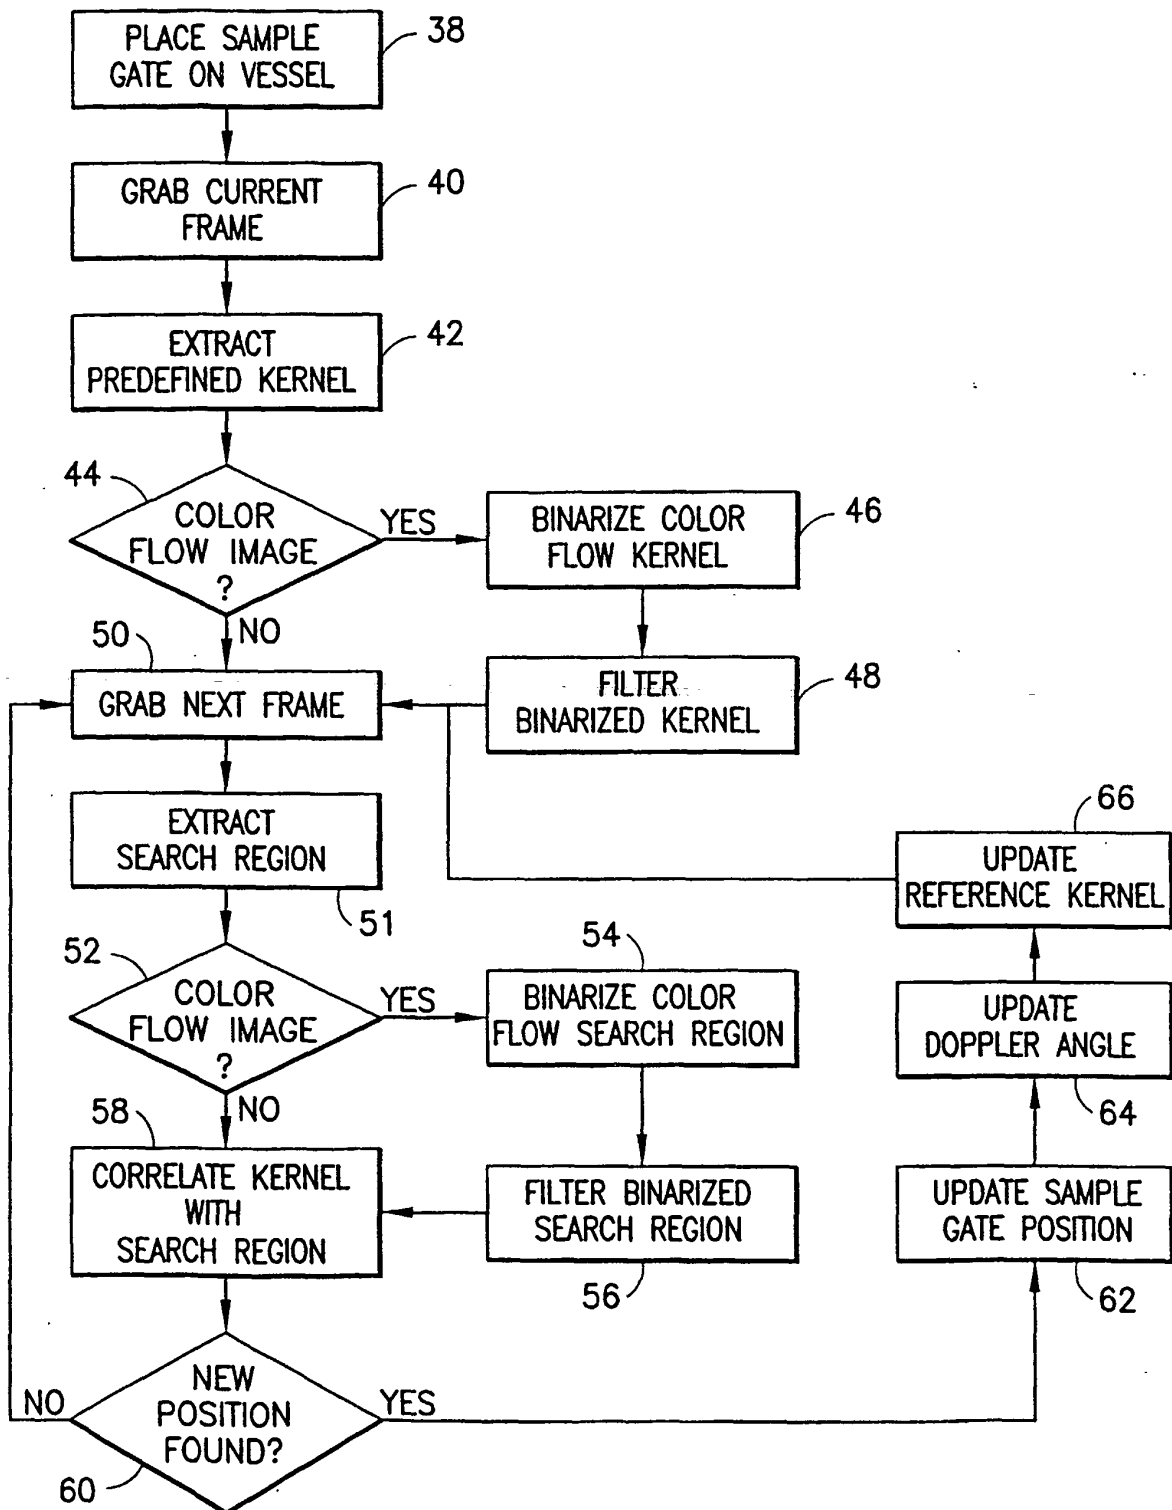 PLACE SAMPLE
GATE ON VESSEL
38
GRAB CURRENT
FRAME
40
EXTRACT
PREDEFINED KERNEL
42
44
COLOR
FLOW IMAGE
?
YES
NO
BINARIZE COLOR
FLOW KERNEL
46
FILTER
BINARIZED KERNEL
48
50
GRAB NEXT FRAME
EXTRACT
SEARCH REGION
51
52
COLOR
FLOW IMAGE
?
YES
NO
54
BINARIZE COLOR
FLOW SEARCH REGION
FILTER BINARIZED
SEARCH REGION
56
58
CORRELATE KERNEL
WITH
SEARCH REGION
NEW
POSITION
FOUND?
60
NO
YES
UPDATE SAMPLE
GATE POSITION
62
UPDATE
DOPPLER ANGLE
64
66
UPDATE
REFERENCE KERNEL